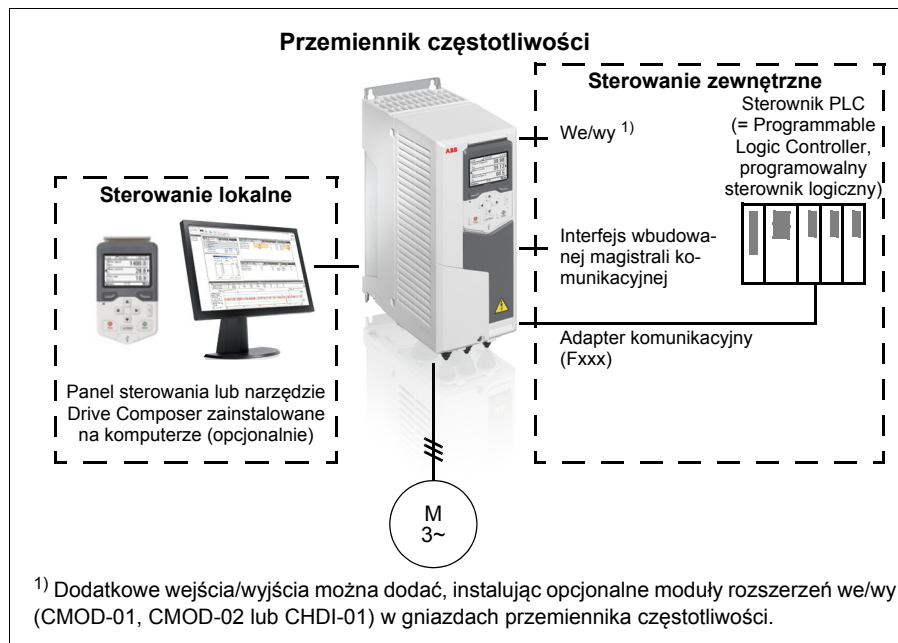 Przemiennik częstotliwości
Sterowanie zewnętrzne
Sterownik PLC
(= Programmable
Logic Controller,
programowalny
sterownik logiczny)
We/wy 1)
ABB
Sterowanie lokalne
Interfejs wbudowa-
nej magistrali ko-
munikacyjnej
Adapter komunikacyjny
(Fxxx)
Panel sterowania lub narzędzie
Drive Composer zainstalowane
na komputerze (opcjonalnie)
M
3~
1) Dodatkowe wejścia/wyjścia można dodać, instalując opcjonalne moduły rozszerzeń we/wy
(CMOD-01, CMOD-02 lub CHDI-01) w gniazdach przemiennika częstotliwości.